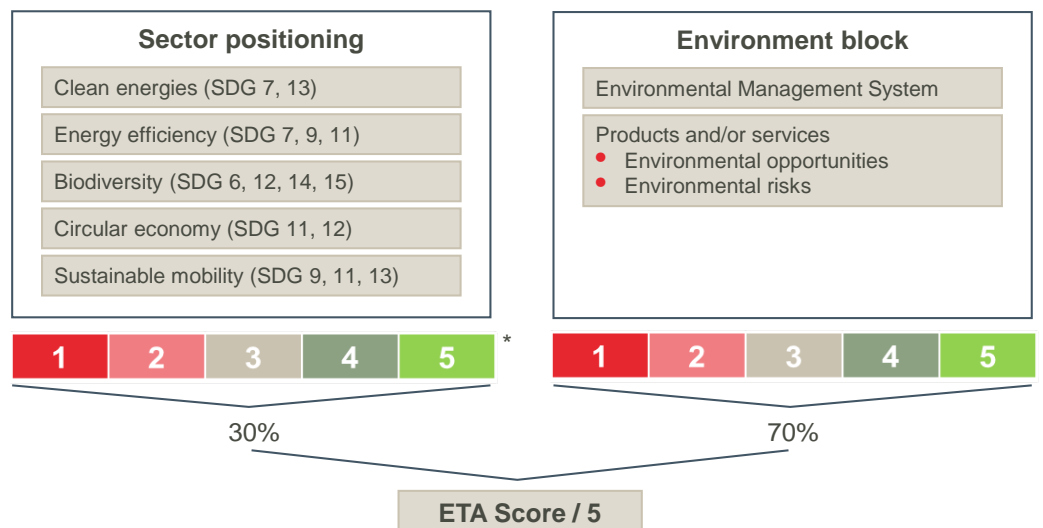 Sector positioning
Clean energies (SDG 7, 13)
Energy efficiency (SDG 7, 9, 11)
Biodiversity (SDG 6, 12, 14, 15)
Circular economy (SDG 11, 12)
Sustainable mobility (SDG 9, 11, 13)
1 2 3 4 5 *
30%
Environment block
Environmental Management System
Products and/or services
• Environmental opportunities
• Environmental risks
1 2 3 4 5
70%
ETA Score / 5